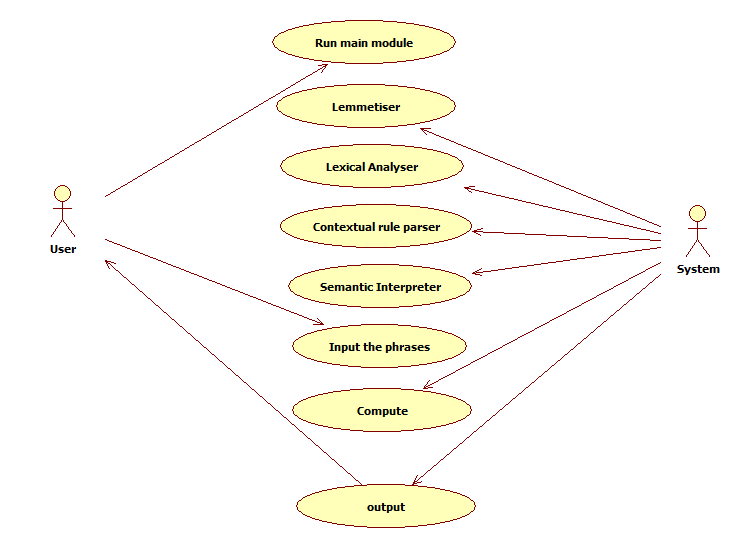 Run main module
Lemmetiser
Lexical Analyser
Contextual rule parser
Semantic Interpreter
Input the phrases
Compute
output
User
System